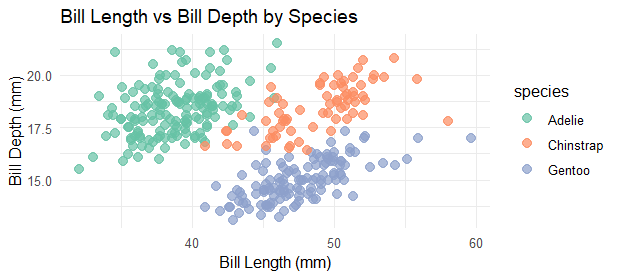 Bill Length vs Bill Depth by Species
Bill Depth (mm)
20.0
17.5
15.0
40
50
60
Bill Length (mm)
species
Adelie
Chinstrap
Gentoo